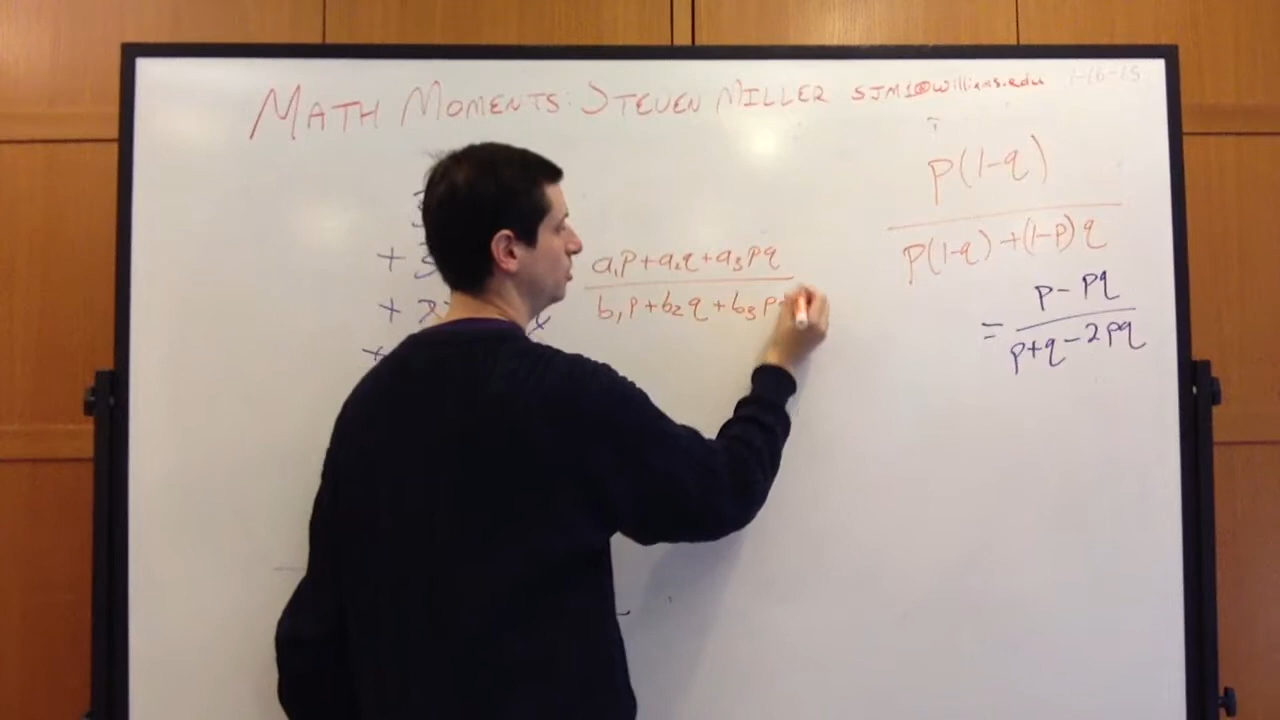 MATH MOMENTS: STEVEN MILLER SJM1@williams.edu 1-16-15
a₁p+a₂q+a₃pq
b₁p+b₂q+b₃p
p(1-q)
p(1-q)+(1-p)q
= p-pq
p+q-2pq
+
+
+